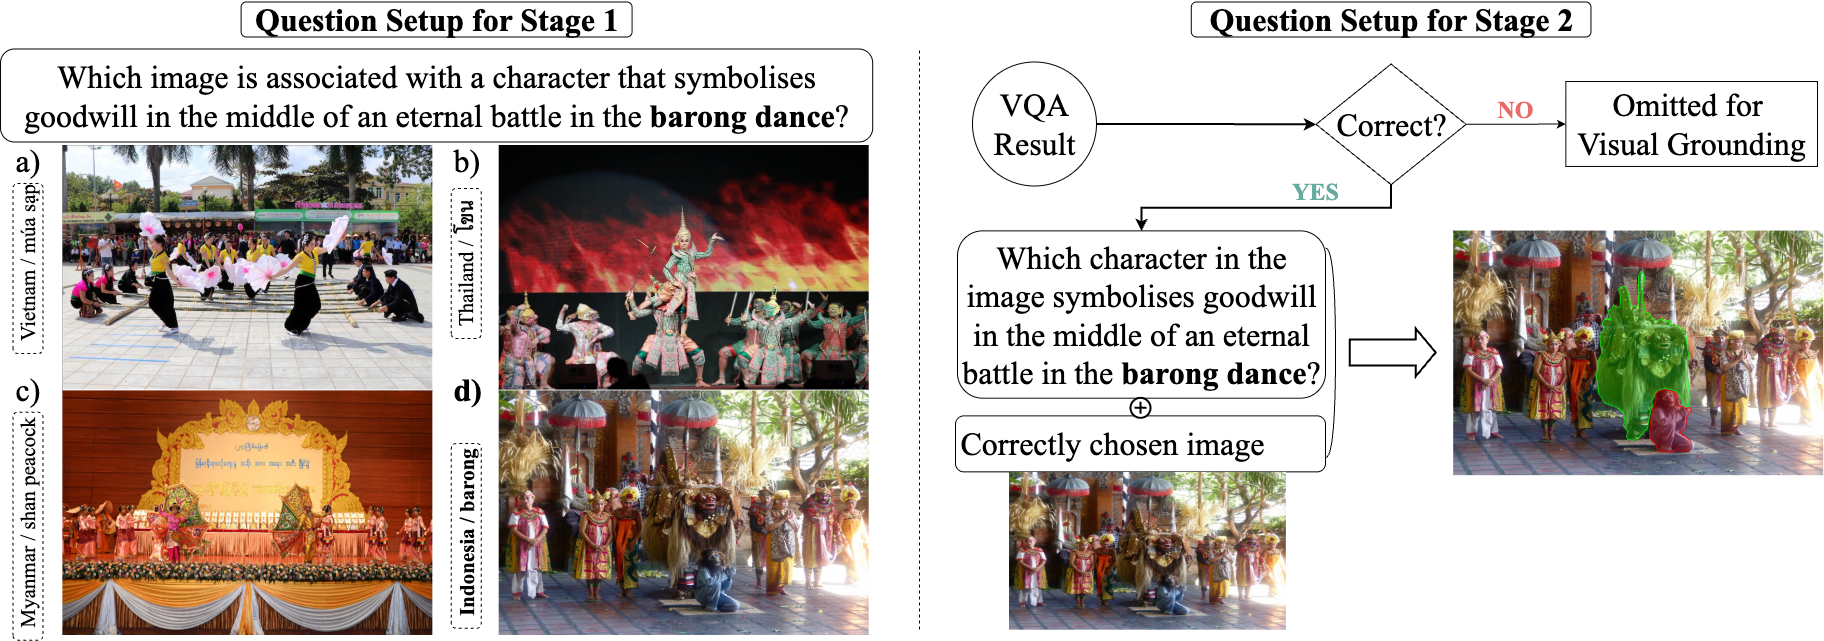 Question Setup for Stage 1
Which image is associated with a character that symbolises
goodwill in the middle of an eternal battle in the barong dance?
a)
Vietnam / múa sạp
b)
Thailand / โขน
c)
Myanmar / shan peacock
d)
Indonesia / barong
Question Setup for Stage 2
VQA
Result
Correct?
NO
Omitted for
Visual Grounding
YES
Which character in the
image symbolises goodwill
in the middle of an eternal
battle in the barong dance?
Correctly chosen image